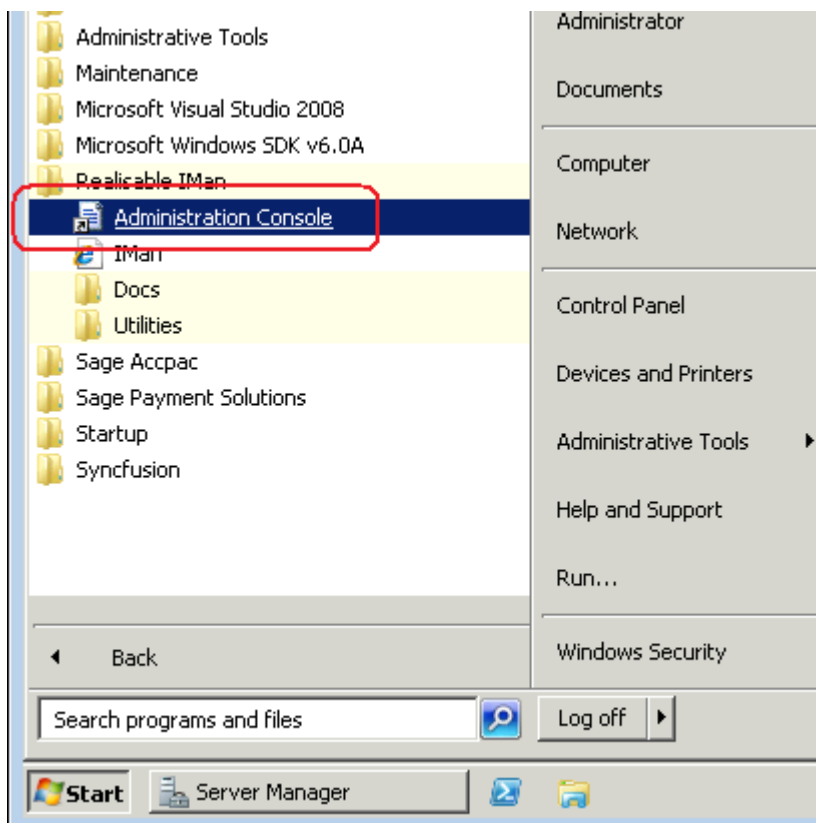 Administrative Tools
Maintenance
Microsoft Visual Studio 2008
Microsoft Windows SDK v6.0A
Realisable IMan
Administration Console
IMan
Docs
Utilities
Sage Accpac
Sage Payment Solutions
Startup
Syncfusion
Back
Search programs and files
Administrator
Documents
Computer
Network
Control Panel
Devices and Printers
Administrative Tools
Help and Support
Run...
Windows Security
Log off
Start
Server Manager